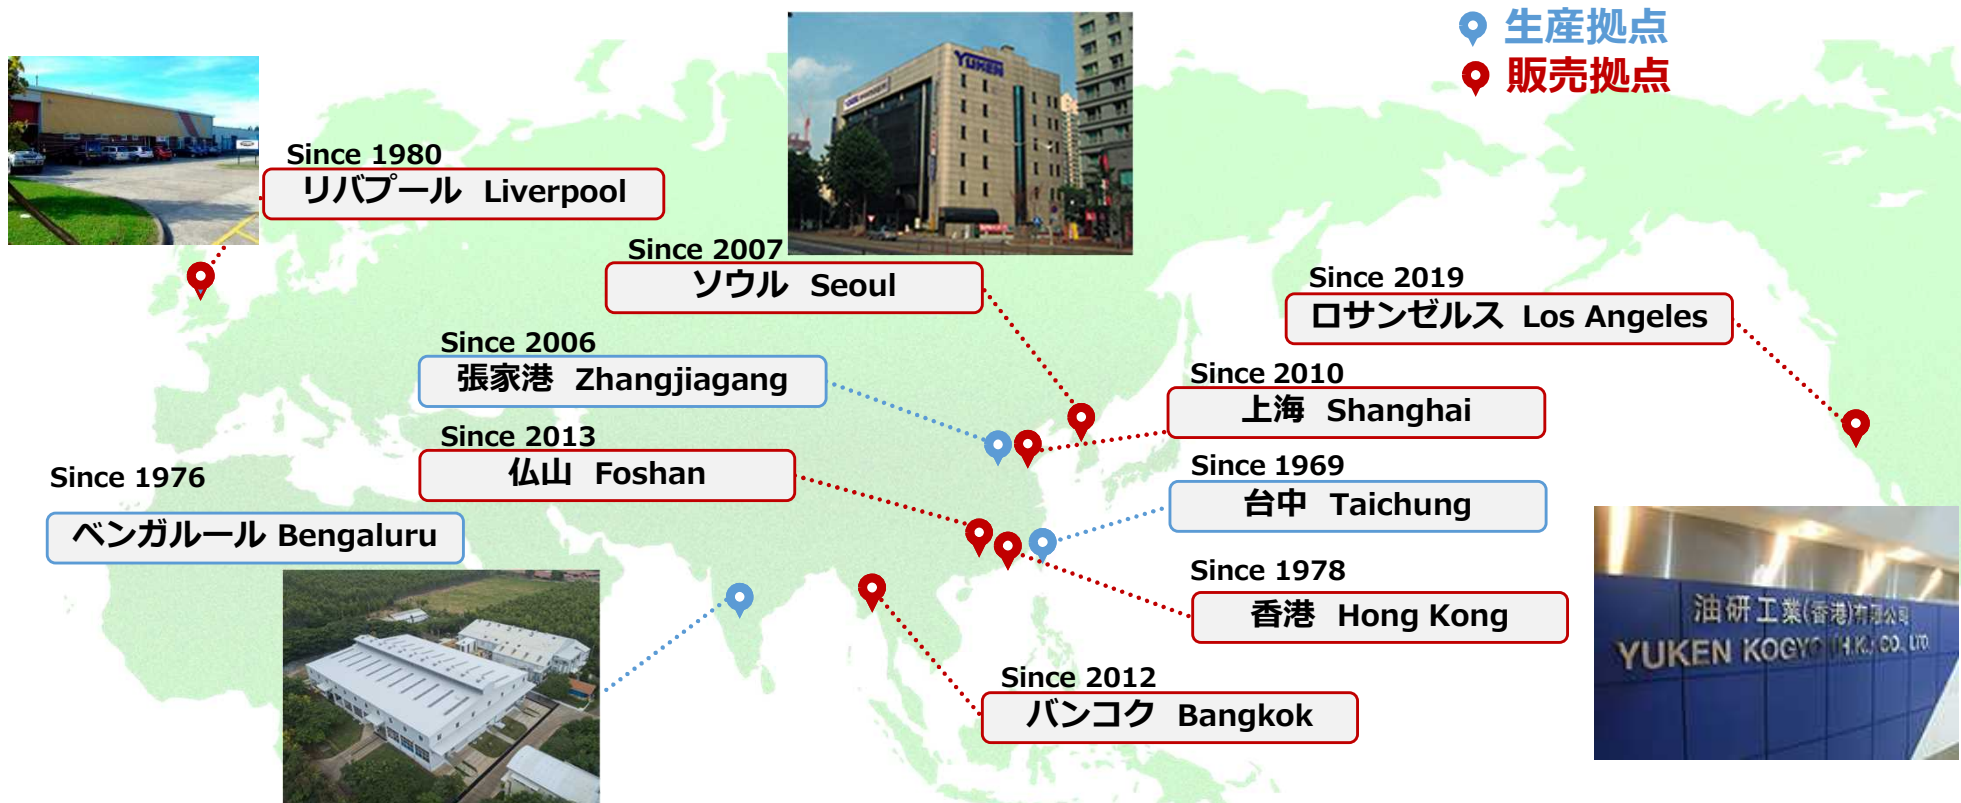 生産拠点
販売拠点
YUKEN
Since 1980
リバプール Liverpool
Since 2007
ソウル Seoul
Since 2019
ロサンゼルス Los Angeles
Since 2006
張家港 Zhangjiagang
Since 2010
上海 Shanghai
Since 2013
仏山 Foshan
Since 1976
ベンガルール Bengaluru
Since 1969
台中 Taichung
Since 1978
香港 Hong Kong
Since 2012
バンコク Bangkok
油研工業(香港)有限公司
YUKEN KOGYO (H.K.) CO., LTD.